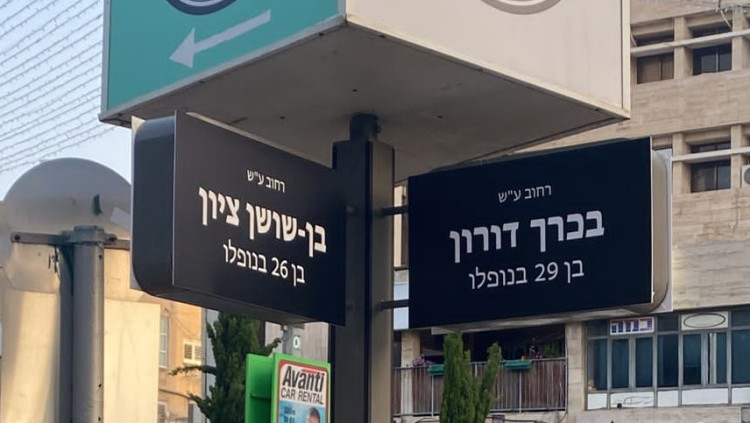 רחוב ע"ש
בן-שושן ציון
בן 26 בנופלו
רחוב ע"ש
בכרך דורון
בן 29 בנופלו
Avanti
CAR RENTAL